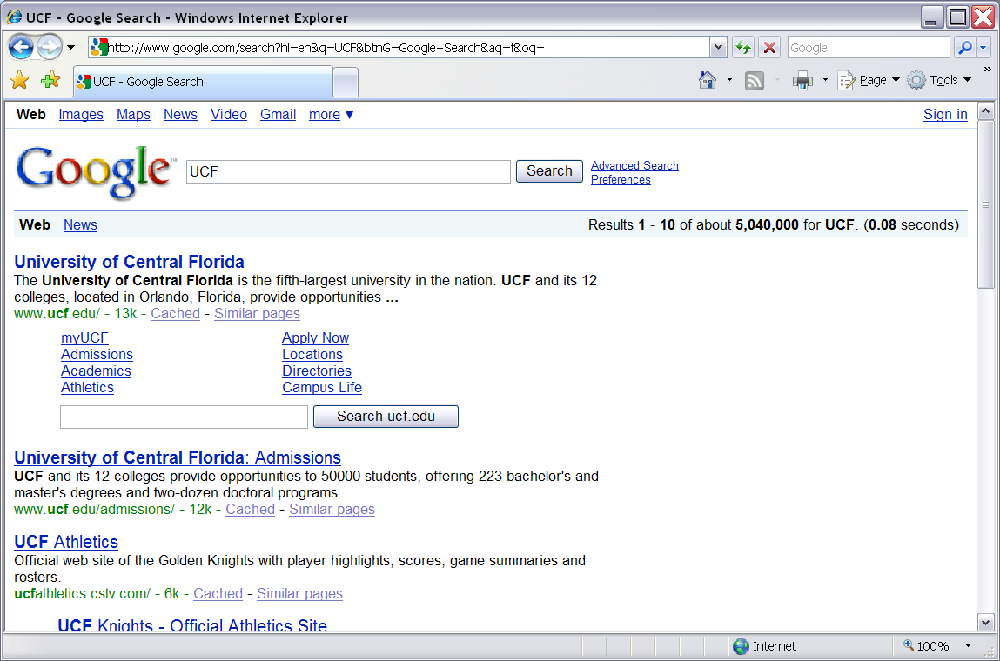 UCF - Google Search - Windows Internet Explorer
http://www.google.com/search?hl=en&q=UCF&btnG=Google+Search&aq=f&oq=
Google
UCF - Google Search
Page
Tools
Web Images Maps News Video Gmail more ▼
Sign in
Google™
UCF
Search
Advanced Search
Preferences
Web News
Results 1 - 10 of about 5,040,000 for UCF. (0.08 seconds)
University of Central Florida
The University of Central Florida is the fifth-largest university in the nation. UCF and its 12
colleges, located in Orlando, Florida, provide opportunities ...
www.ucf.edu/ - 13k - Cached - Similar pages
myUCF Apply Now
Admissions Locations
Academics Directories
Athletics Campus Life
Search ucf.edu
University of Central Florida: Admissions
UCF and its 12 colleges provide opportunities to 50000 students, offering 223 bachelor's and
master's degrees and two-dozen doctoral programs.
www.ucf.edu/admissions/ - 12k - Cached - Similar pages
UCF Athletics
Official web site of the Golden Knights with player highlights, scores, game summaries and
rosters.
ucfathletics.cstv.com/ - 6k - Cached - Similar pages
UCF Knights - Official Athletics Site
Internet
100%